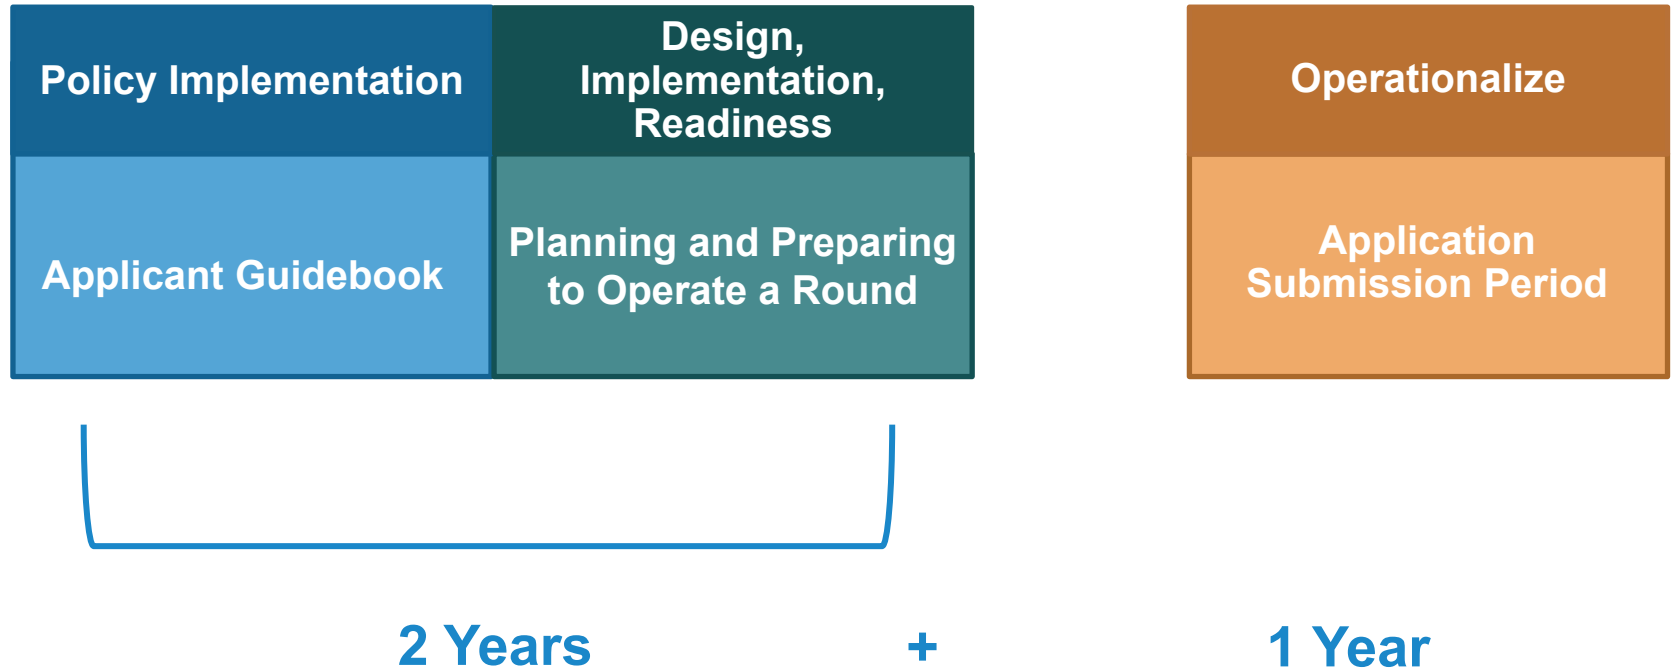 Policy Implementation
Design,
Implementation,
Readiness
Operationalize
Applicant Guidebook
Planning and Preparing
to Operate a Round
Application
Submission Period
2 Years
+
1 Year